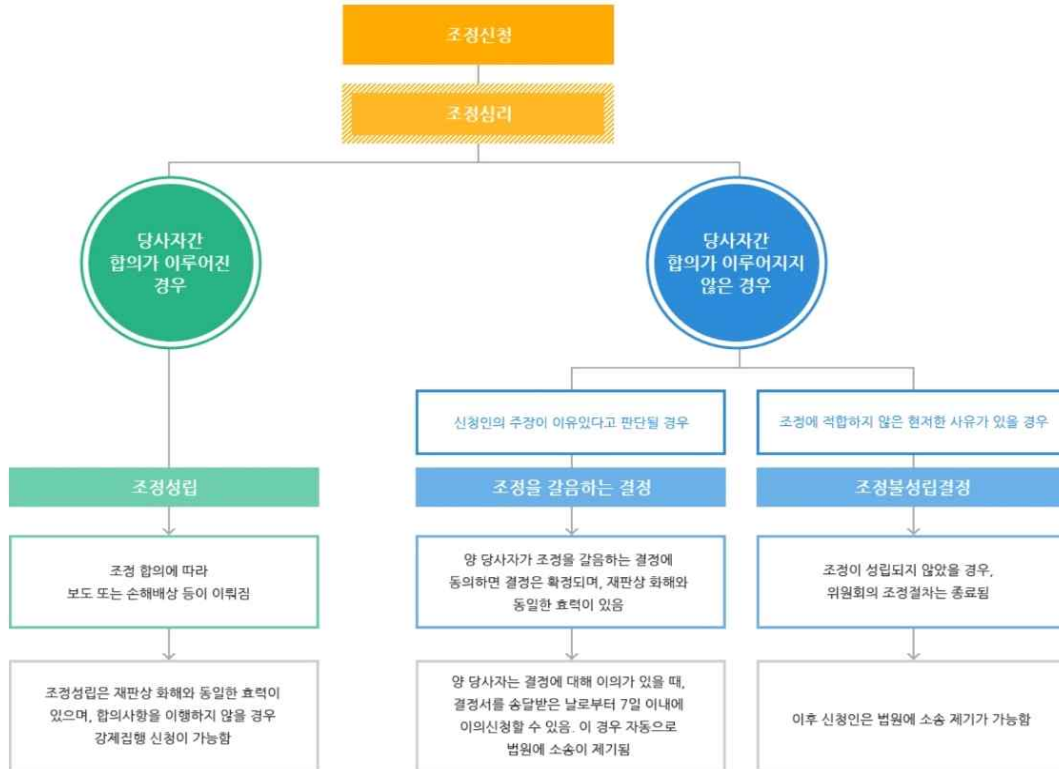 조정신청
조정심리
당사자간
합의가 이루어진
경우
당사자간
합의가 이루어지지
않은 경우
신청인의 주장이 이유있다고 판단될 경우
조정에 적합하지 않은 현저한 사유가 있을 경우
조정성립
조정을 갈음하는 결정
조정불성립결정
조정 합의에 따라
보도 또는 손해배상 등이 이뤄짐
양 당사자가 조정을 갈음하는 결정에
동의하면 결정은 확정되며, 재판상 화해와
동일한 효력이 있음
조정이 성립되지 않았을 경우,
위원회의 조정절차는 종료됨
조정성립은 재판상 화해와 동일한 효력이
있으며, 합의사항을 이행하지 않을 경우
강제집행 신청이 가능함
양 당사자는 결정에 대해 이의가 있을 때,
결정서를 송달받은 날로부터 7일 이내에
이의신청할 수 있음. 이 경우 자동으로
법원에 소송이 제기됨
이후 신청인은 법원에 소송 제기가 가능함